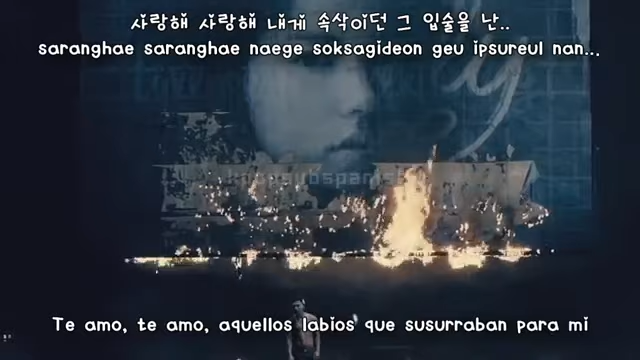 사랑해 사랑해 내게 속삭이던 그 입술을 난..
saranghae saranghae naege soksagideon geu ipsureul nan...
Te amo, te amo, aquellos labios que susurraban para mi